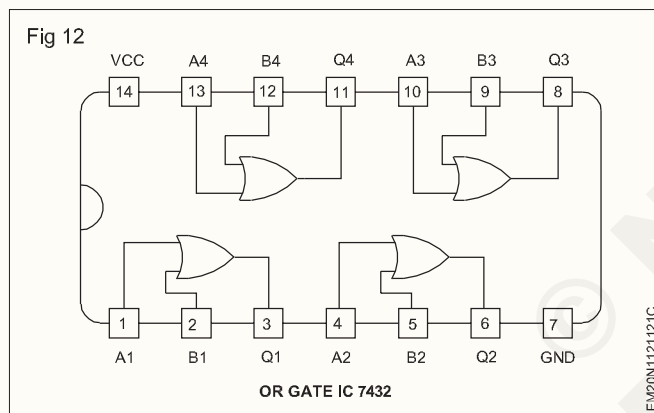 Fig 12
VCC A4 B4 Q4 A3 B3 Q3
14 13 12 11 10 9 8
1 2 3 4 5 6 7
A1 B1 Q1 A2 B2 Q2 GND
OR GATE IC 7432
EM20N1121121C
©